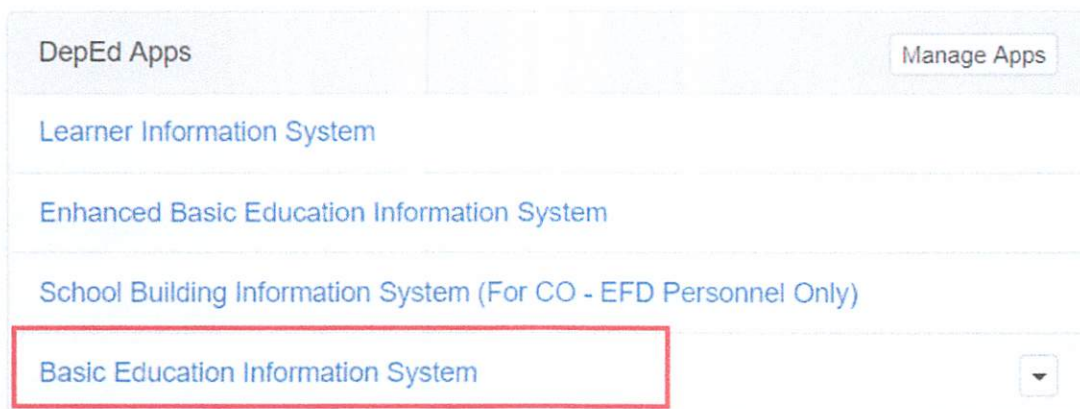 DepEd Apps
Manage Apps
Learner Information System
Enhanced Basic Education Information System
School Building Information System (For CO - EFD Personnel Only)
Basic Education Information System